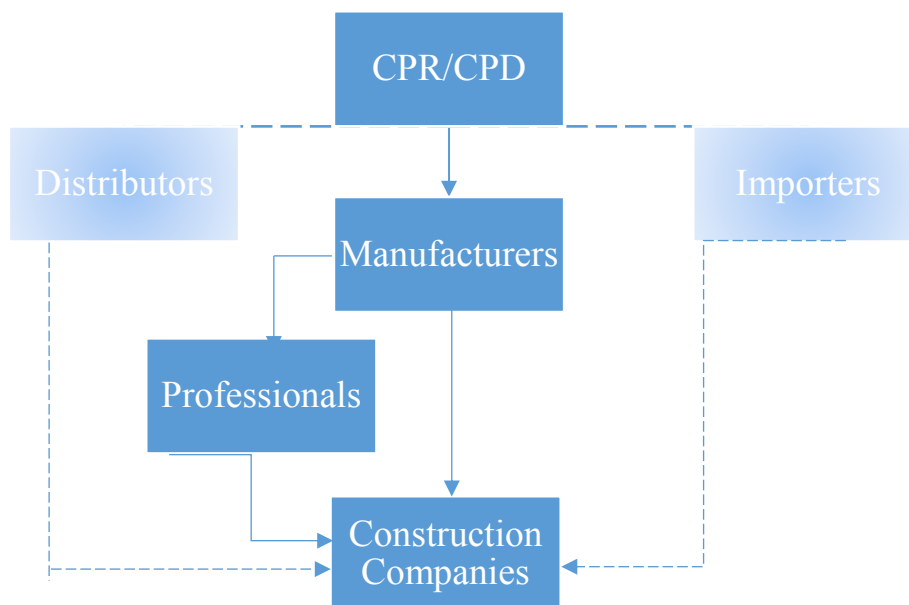 CPR/CPD
Distributors
Importers
Manufacturers
Professionals
Construction
Companies